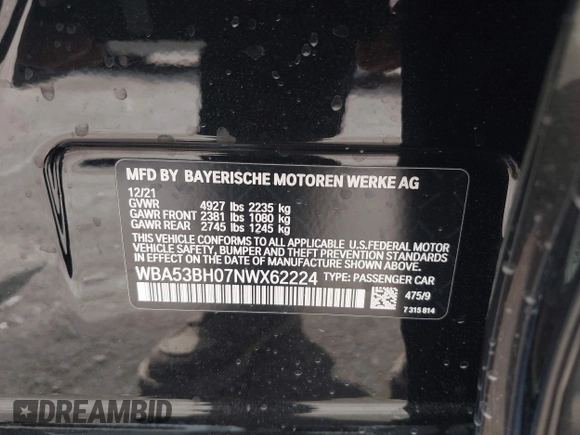 MFD BY BAYERISCHE MOTOREN WERKE AG
12/21
GVWR 4927 lbs 2235 kg
GAWR FRONT 2381 lbs 1080 kg
GAWR REAR 2745 lbs 1245 kg
THIS VEHICLE CONFORMS TO ALL APPLICABLE U.S.FEDERAL MOTOR
VEHICLE SAFETY, BUMPER, AND THEFT PREVENTION STANDARDS
IN EFFECT ON THE DATE OF MANUFACTURE SHOWN ABOVE.
WBA53BH07NWX62224 TYPE: PASSENGER CAR
475/9
7 315 814
DREAMBID